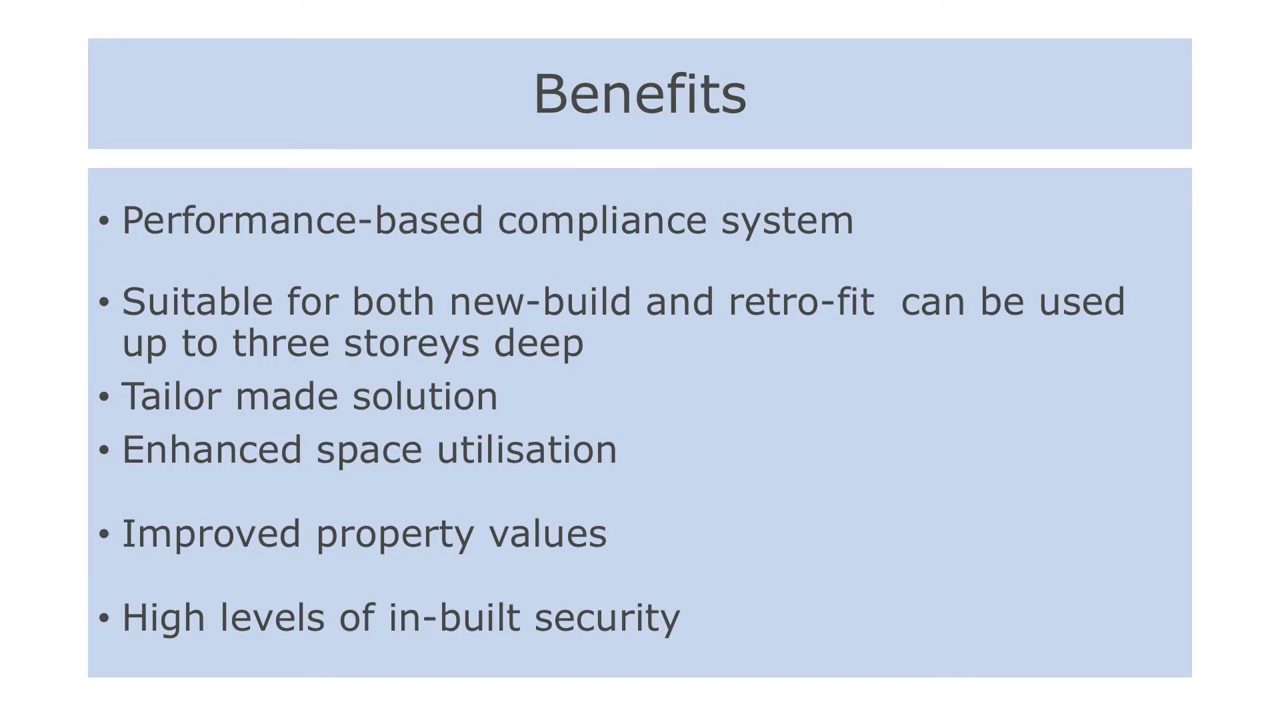 Benefits
• Performance-based compliance system
• Suitable for both new-build and retro-fit  can be used
up to three storeys deep
• Tailor made solution
• Enhanced space utilisation
• Improved property values
• High levels of in-built security